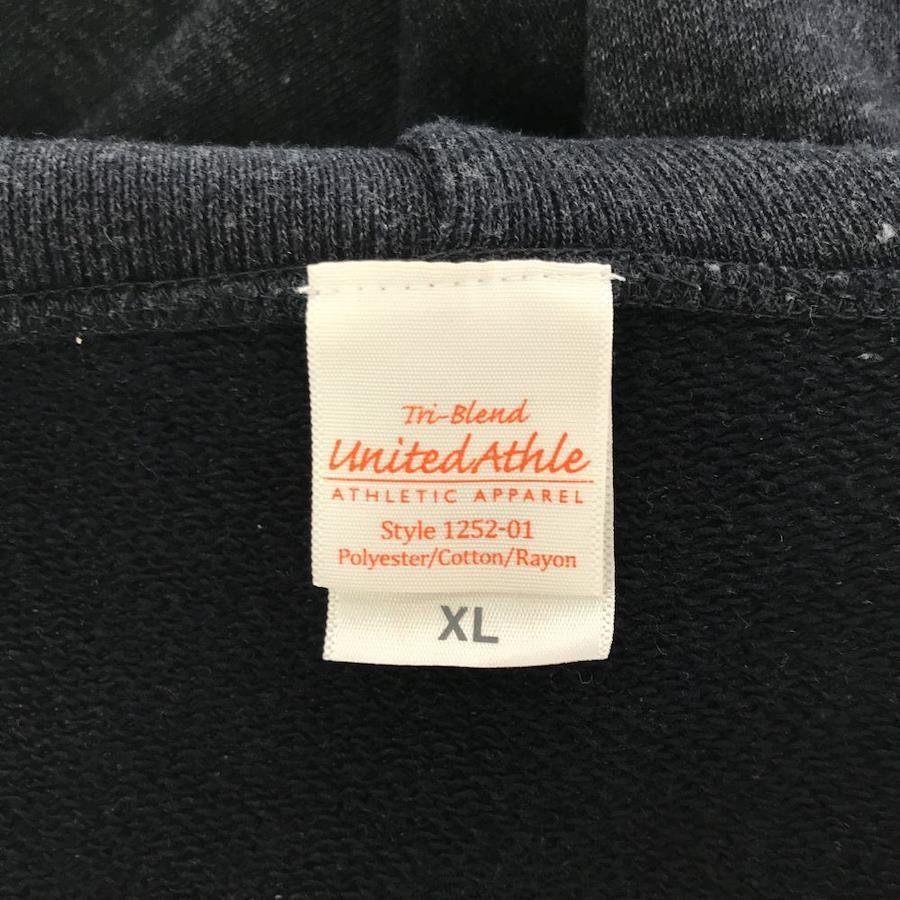 Tri-Blend
UnitedAthle
ATHLETIC APPAREL
Style 1252-01
Polyester/Cotton/Rayon
XL